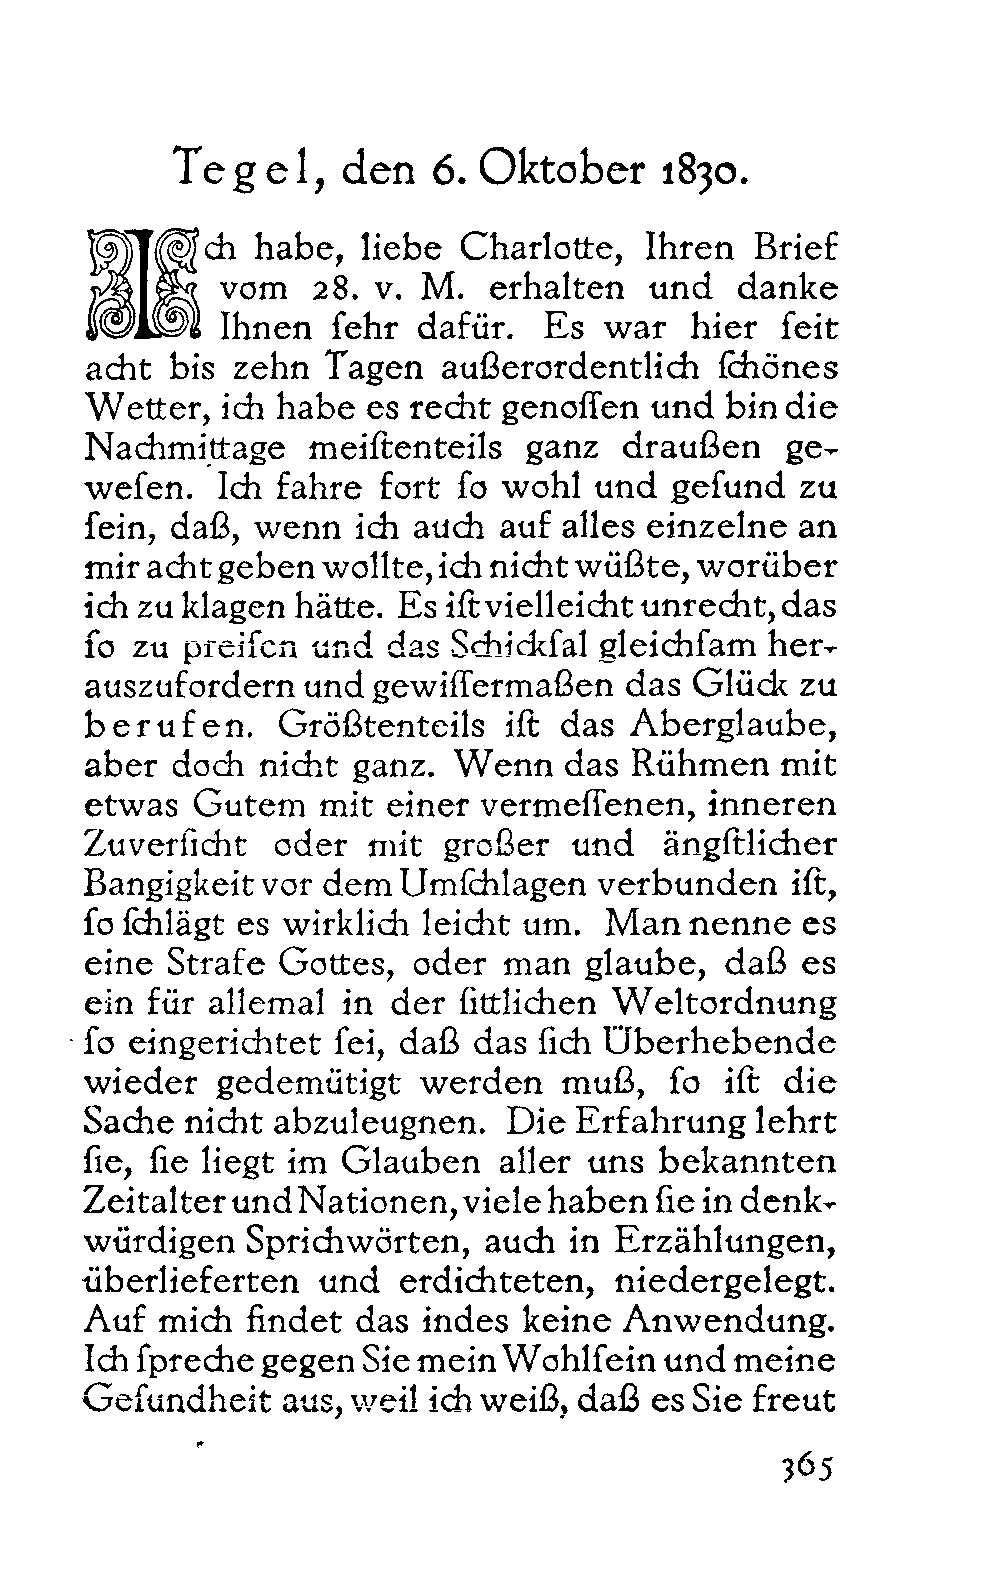 Tegel, den 6. Oktober 1830.
Ich habe, liebe Charlotte, Ihren Brief
vom 28. v. M. erhalten und danke
Ihnen ſehr dafür. Es war hier ſeit
acht bis zehn Tagen außerordentlich ſchönes
Wetter, ich habe es recht genoſſen und bin die
Nachmittage meiſtenteils ganz draußen ge-
weſen. Ich fahre fort ſo wohl und geſund zu
ſein, daß, wenn ich auch auf alles einzelne an
mir acht geben wollte, ich nicht wüßte, worüber
ich zu klagen hätte. Es iſt vielleicht unrecht, das
ſo zu preiſen und das Schickſal gleichſam her-
auszufordern und gewiſſermaßen das Glück zu
berufen. Größtenteils iſt das Aberglaube,
aber doch nicht ganz. Wenn das Rühmen mit
etwas Gutem mit einer vermeſſenen, inneren
Zuverſicht oder mit großer und ängſtlicher
Bangigkeit vor dem Umſchlagen verbunden iſt,
ſo ſchlägt es wirklich leicht um. Man nenne es
eine Strafe Gottes, oder man glaube, daß es
ein für allemal in der ſittlichen Weltordnung
ſo eingerichtet ſei, daß das ſich Überhebende
wieder gedemütigt werden muß, ſo iſt die
Sache nicht abzuleugnen. Die Erfahrung lehrt
ſie, ſie liegt im Glauben aller uns bekannten
Zeitalter und Nationen, viele haben ſie in denk-
würdigen Sprichwörten, auch in Erzählungen,
überlieferten und erdichteten, niedergelegt.
Auf mich findet das indes keine Anwendung.
Ich ſpreche gegen Sie mein Wohlſein und meine
Geſundheit aus, weil ich weiß, daß es Sie freut
365